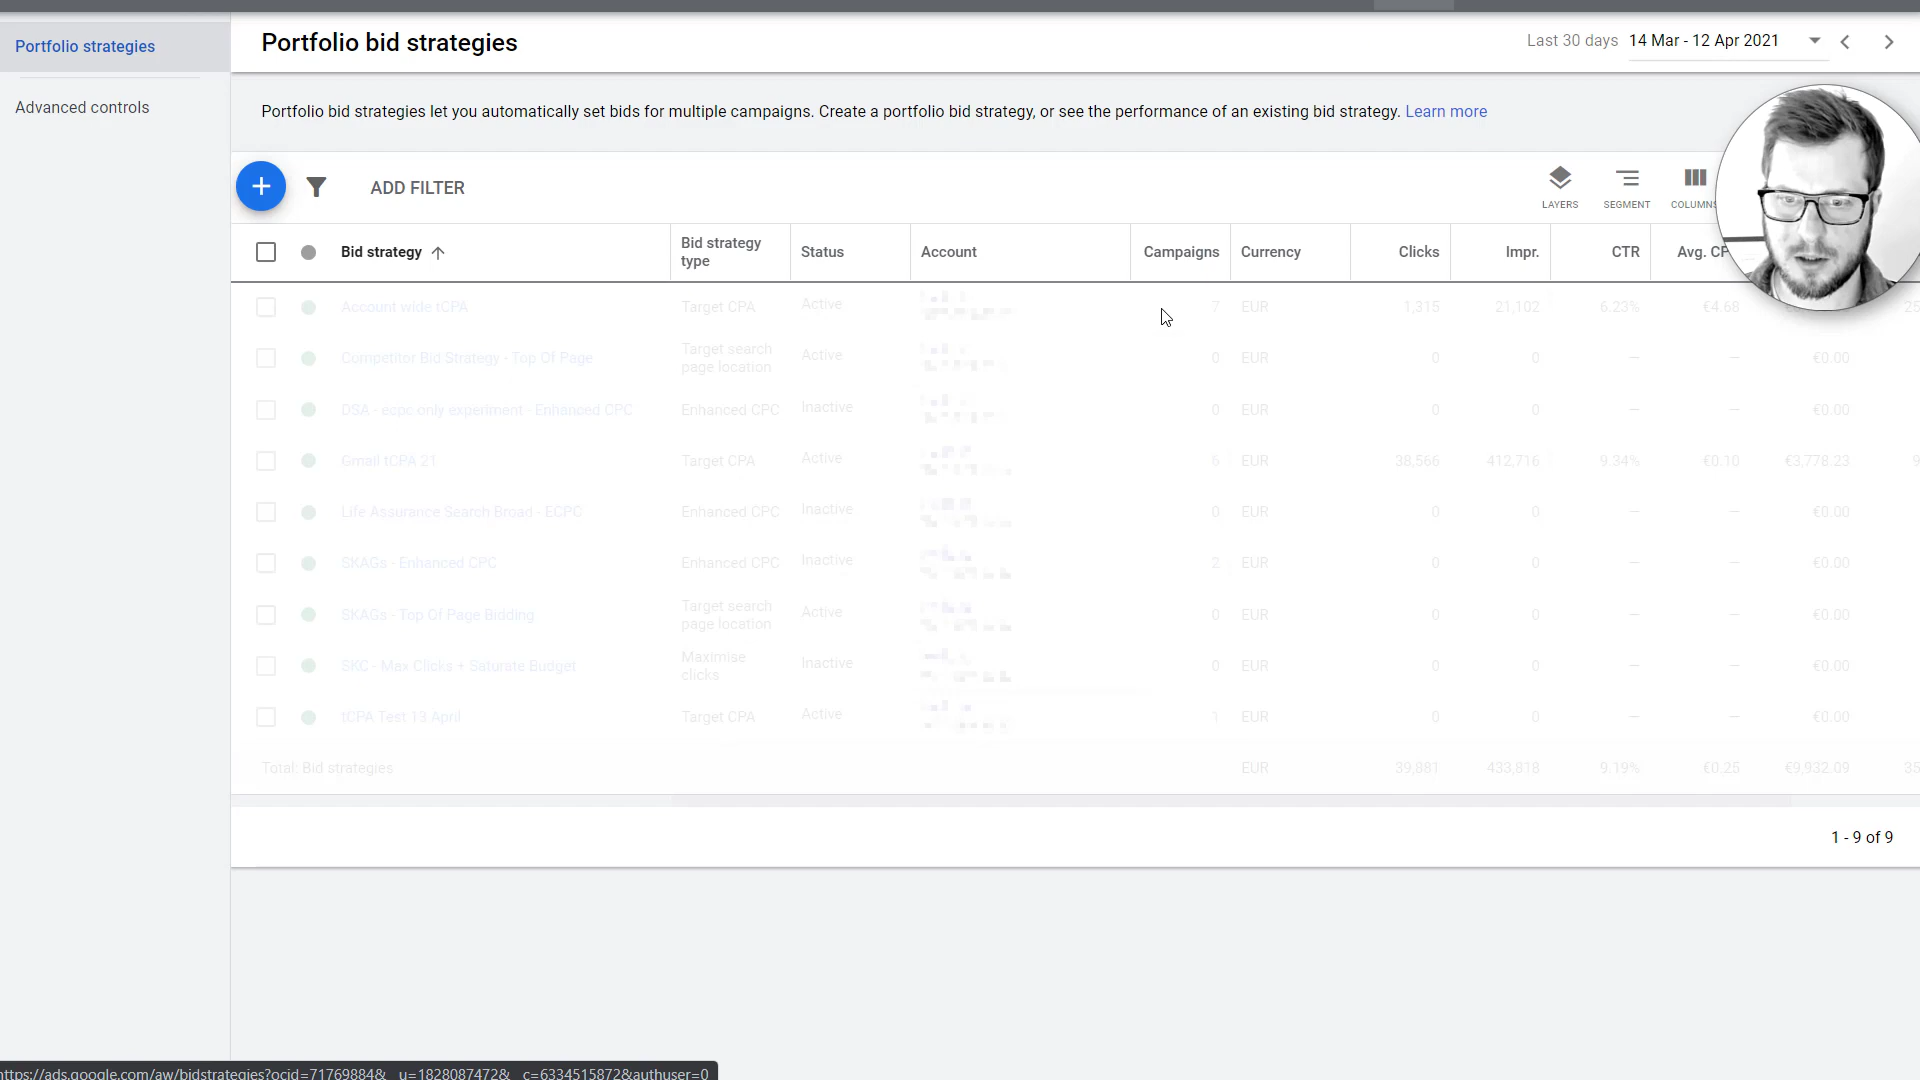 Portfolio strategies
Advanced controls
Portfolio bid strategies
Last 30 days 14 Mar - 12 Apr 2021
Portfolio bid strategies let you automatically set bids for multiple campaigns. Create a portfolio bid strategy, or see the performance of an existing bid strategy. Learn more
ADD FILTER
LAYERS SEGMENT COLUMNS
Bid strategy Bid strategy type Status Account Campaigns Currency Clicks Impr. CTR Avg.
Account wide tCPA Target CPA Active 7 EUR 1,315 21,102 6.23% €4.68
Competitor Bid Strategy - Top Of Page Target search page location Active 0 EUR 0 0 — — €0.00
DSA - ecpc only experiment - Enhanced CPC Enhanced CPC Inactive 0 EUR 0 0 — — €0.00
Gmail tCPA 21 Target CPA Active 6 EUR 38,566 412,716 9.34% €0.10 €3,778.23
Life Assurance Search Broad - ECPC Enhanced CPC Inactive 0 EUR 0 0 — — €0.00
SKAGs - Enhanced CPC Enhanced CPC Inactive 2 EUR 0 0 — — €0.00
SKAGs - Top Of Page Bidding Target search page location Active 0 EUR 0 0 — — €0.00
SKC - Max Clicks + Saturate Budget Maximise clicks Inactive 0 EUR 0 0 — — €0.00
tCPA Test 13 April Target CPA Active 1 EUR 0 0 — — €0.00
Total: Bid strategies EUR 39,881 433,818 9.19% €0.25 €9,932.09
1 - 9 of 9
https://ads.google.com/aw/bidstrategies?ocid=71769884&__u=1828087472&__c=6334515872&authuser=0